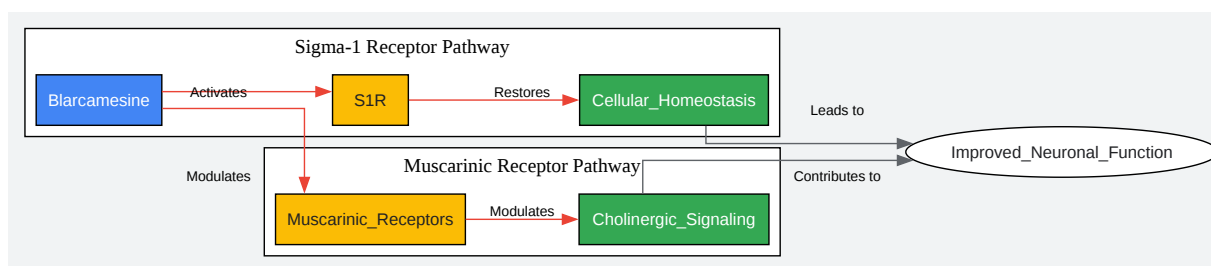 Sigma-1 Receptor Pathway
Blarcamesine
Activates
S1R
Restores
Cellular_Homeostasis
Leads to
Improved_Neuronal_Function
Modulates
Muscarinic Receptor Pathway
Muscarinic_Receptors
Modulates
Cholinergic_Signaling
Contributes to